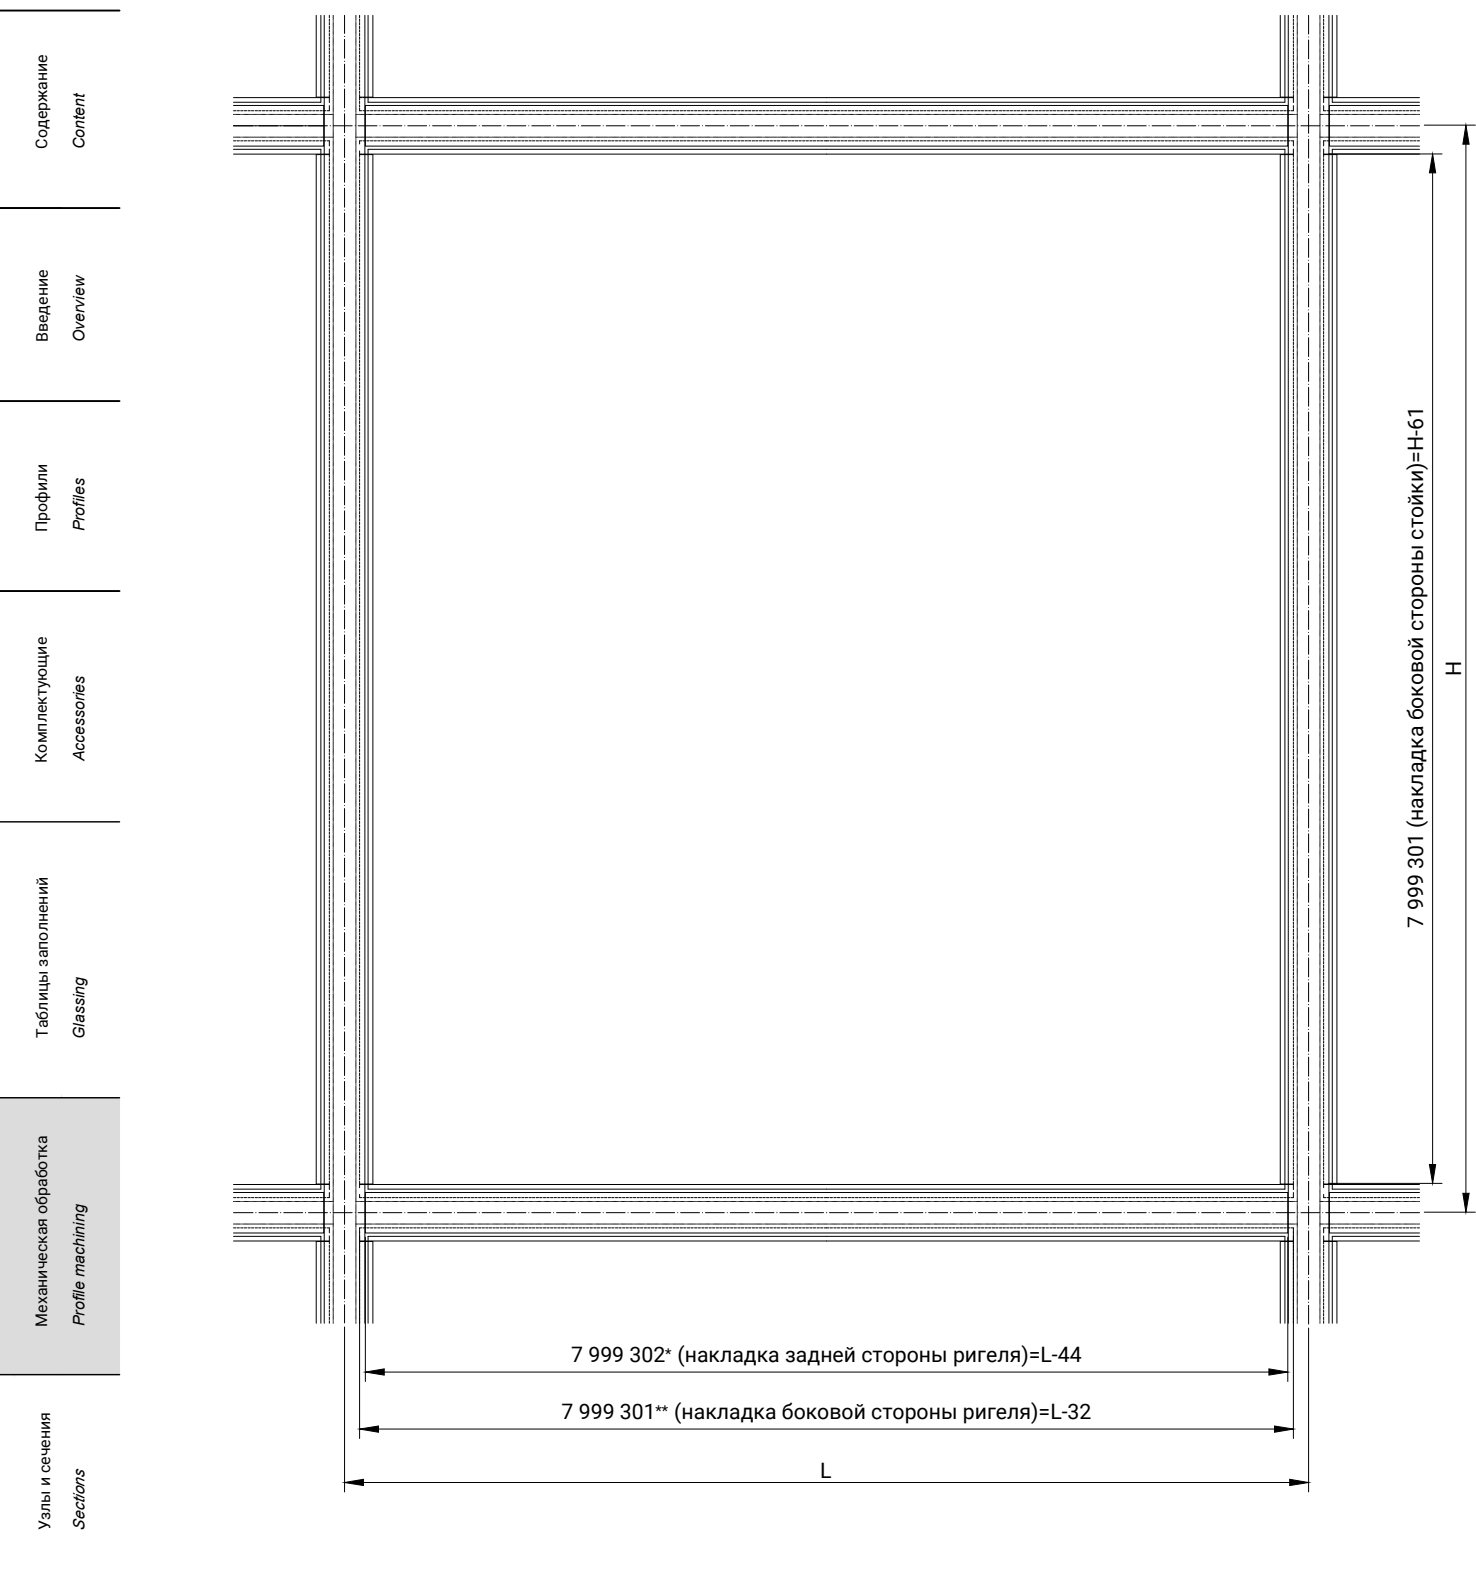 Содержание
Content
Введение
Overview
Профили
Profiles
Комплектующие
Accessories
Таблицы заполнений
Glassing
Механическая обработка
Profile machining
Узлы и сечения
Sections
7 999 301 (накладка боковой стороны стойки)=H-61
H
7 999 302* (накладка задней стороны ригеля)=L-44
7 999 301** (накладка боковой стороны ригеля)=L-32
L